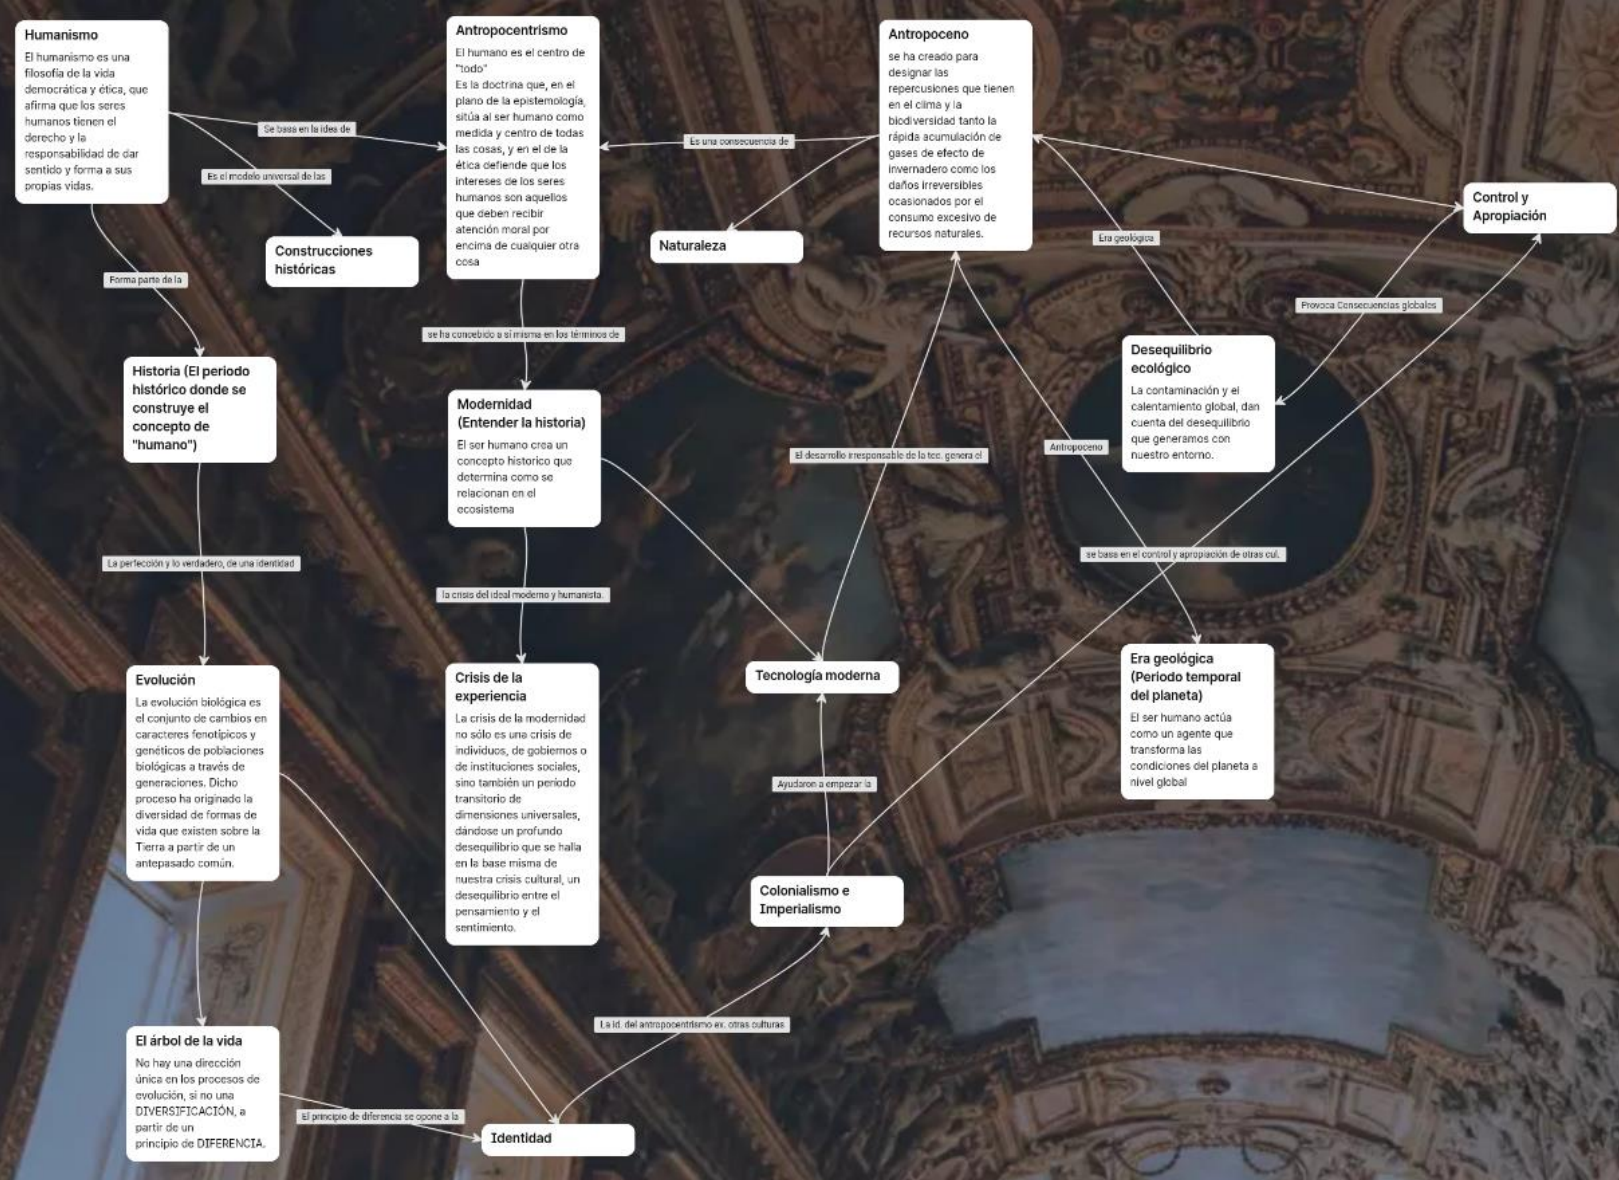 Humanismo
El humanismo es una
filosofía de la vida
democrática y ética, que
afirma que los seres
humanos tienen el
derecho y la
responsabilidad de dar
sentido y forma a sus
propias vidas.
Antropocentrismo
El humano es el centro de
"todo"
Es la doctrina que, en el
plano de la epistemología,
sitúa al ser humano como
medida y centro de todas
las cosas, y en el de la
ética defiende que los
intereses de los seres
humanos son aquellos
que deben recibir
atención moral por
encima de cualquier otra
cosa
Antropoceno
se ha creado para
designar las
repercusiones que tienen
en el clima y la
biodiversidad tanto la
rápida acumulación de
gases de efecto de
invernadero como los
daños irreversibles
ocasionados por el
consumo excesivo de
recursos naturales.
Se basa en la idea de
Es una consecuencia de
Es el modelo universal de las
Control y
Apropiación
Construcciones
históricas
Naturaleza
Era geológica
Forma parte de la
Provoca Consecuencias globales
se ha concebido a sí misma en los términos de
Historia (El periodo
histórico donde se
construye el
concepto de
"humano")
Modernidad
(Entender la historia)
El ser humano crea un
concepto historico que
determina como se
relacionan en el
ecosistema
Desequilibrio
ecológico
La contaminación y el
calentamiento global, dan
cuenta del desequilibrio
que generamos con
nuestro entorno.
El desarrollo irresponsable de la tec. genera el
Antropoceno
La perfección y lo verdadero, de una identidad
la crisis del ideal moderno y humanista.
se basa en el control y apropiación de otras cul.
Evolución
La evolución biológica es
el conjunto de cambios en
caracteres fenotípicos y
genéticos de poblaciones
biológicas a través de
generaciones. Dicho
proceso ha originado la
diversidad de formas de
vida que existen sobre la
Tierra a partir de un
antepasado común.
Crisis de la
experiencia
La crisis de la modernidad
no sólo es una crisis de
individuos, de gobiernos o
de instituciones sociales,
sino también un período
transitorio de
dimensiones universales,
dándose un profundo
desequilibrio que se halla
en la base misma de
nuestra crisis cultural, un
desequilibrio entre el
pensamiento y el
sentimiento.
Tecnología moderna
Era geológica
(Periodo temporal
del planeta)
El ser humano actúa
como un agente que
transforma las
condiciones del planeta a
nivel global
Ayudaron a empezar la
Colonialismo e
Imperialismo
La id. del antropocentrismo ex. otras culturas
El árbol de la vida
No hay una dirección
única en los procesos de
evolución, si no una
DIVERSIFICACIÓN, a
partir de un
principio de DIFERENCIA.
El principio de diferencia se opone a la
Identidad